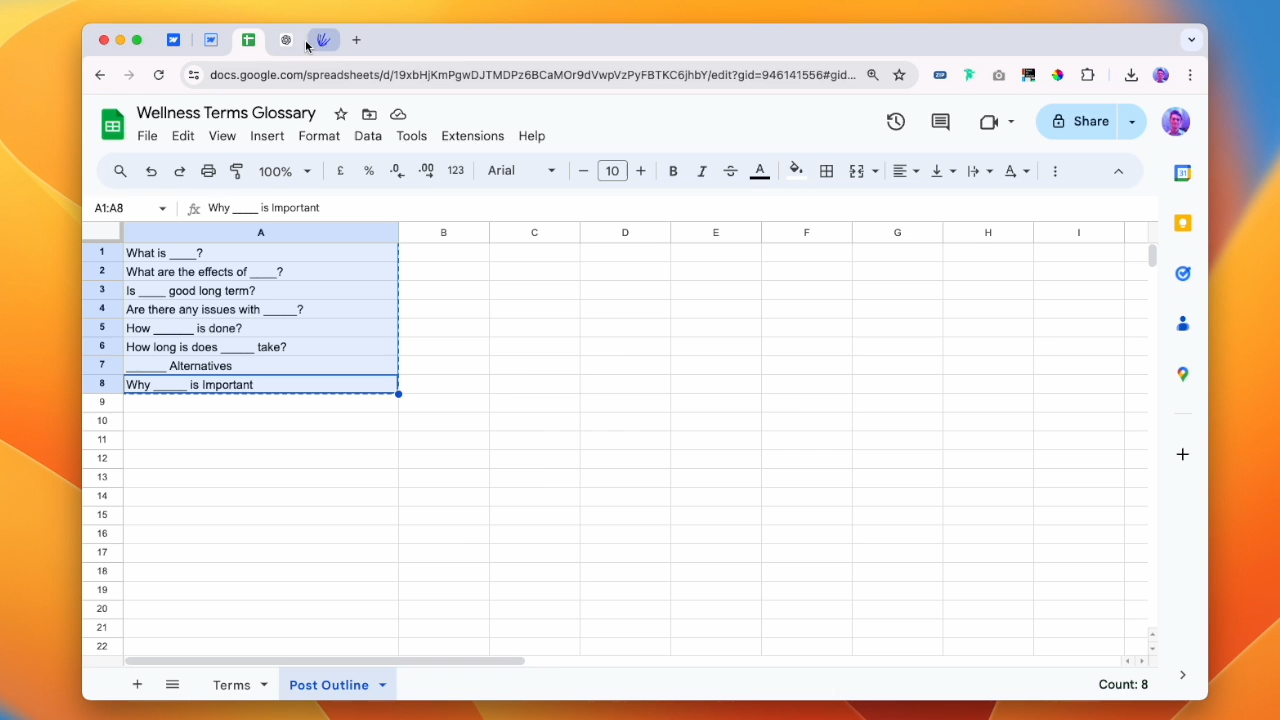 docs.google.com/spreadsheets/d/19xbHjKmPgwDJTMDPz6BCaMOr9dVwpVzPyFBTKC6jhbY/edit?gid=946141556#gid...
ZIP
Wellness Terms Glossary
File Edit View Insert Format Data Tools Extensions Help
Share
100% £ % .0 .00 123 Arial 10 B I S A
31
A1:A8 fx Why _____ is Important
A B C D E F G H I
1 What is ____?
2 What are the effects of ____?
3 Is ____ good long term?
4 Are there any issues with _____?
5 How ______ is done?
6 How long is does _____ take?
7 ______ Alternatives
8 Why _____ is Important
9
10
11
12
13
14
15
16
17
18
19
20
21
22
Terms Post Outline Count: 8